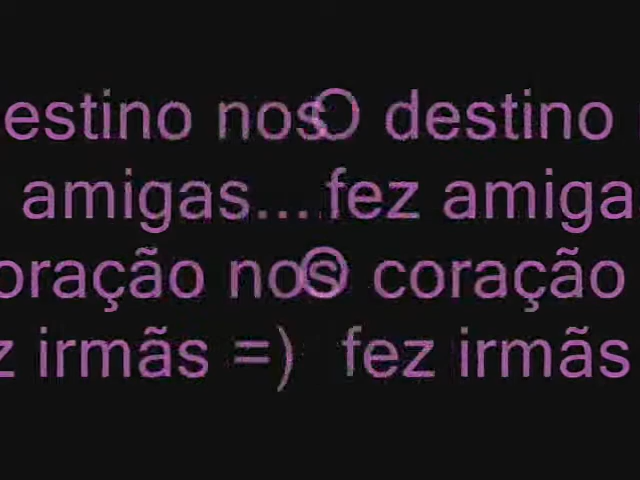 estino nos O destino
amigas... fez amiga
oração nos O coração
z irmãs =) fez irmãs